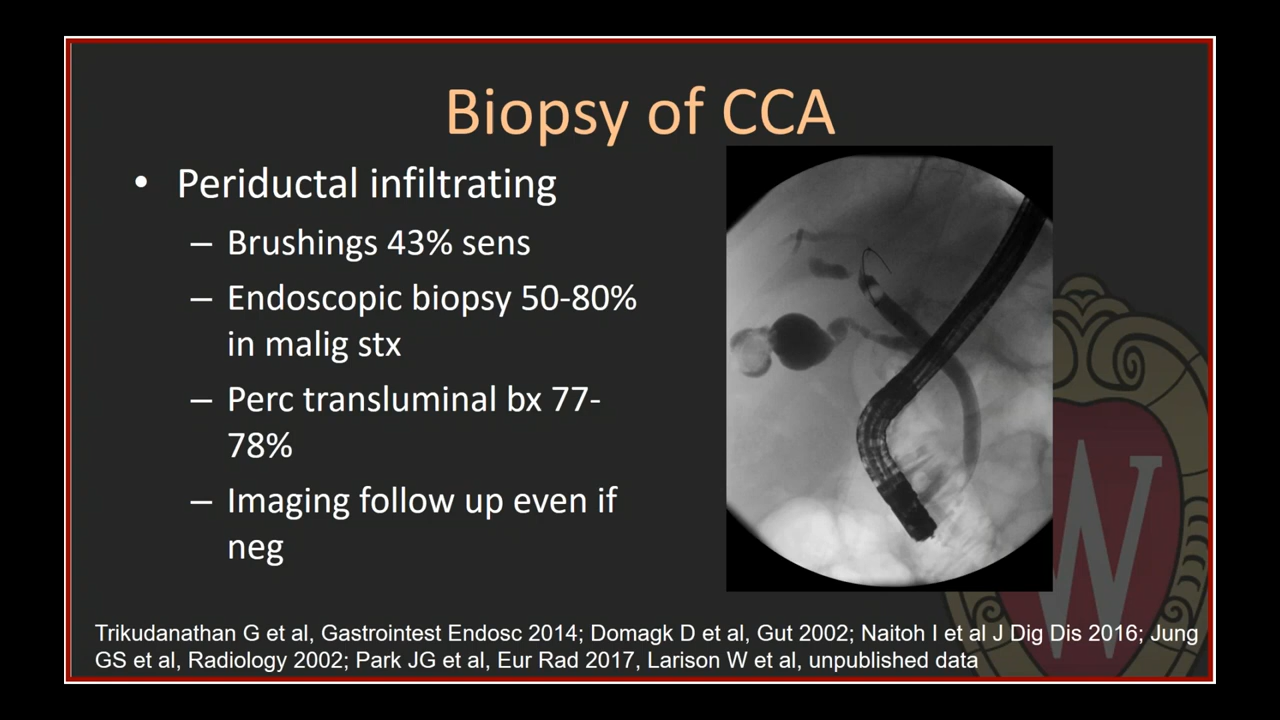 Biopsy of CCA
• Periductal infiltrating
– Brushings 43% sens
– Endoscopic biopsy 50-80%
in malig stx
– Perc transluminal bx 77-
78%
– Imaging follow up even if
neg
W
Trikudanathan G et al, Gastrointest Endosc 2014; Domagk D et al, Gut 2002; Naitoh I et al J Dig Dis 2016; Jung
GS et al, Radiology 2002; Park JG et al, Eur Rad 2017, Larison W et al, unpublished data